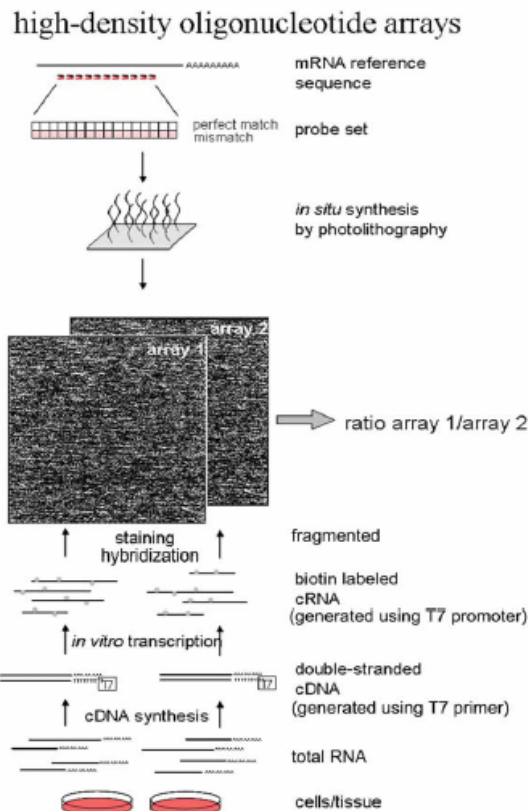 high-density oligonucleotide arrays
AAAAAAAAA
mRNA reference
sequence
perfect match
mismatch
probe set
in situ synthesis
by photolithography
array 2
array 1
ratio array 1/array 2
staining
hybridization
fragmented
biotin labeled
cRNA
(generated using T7 promoter)
in vitro transcription
double-stranded
cDNA
(generated using T7 primer)
T7
T7
cDNA synthesis
total RNA
cells/tissue